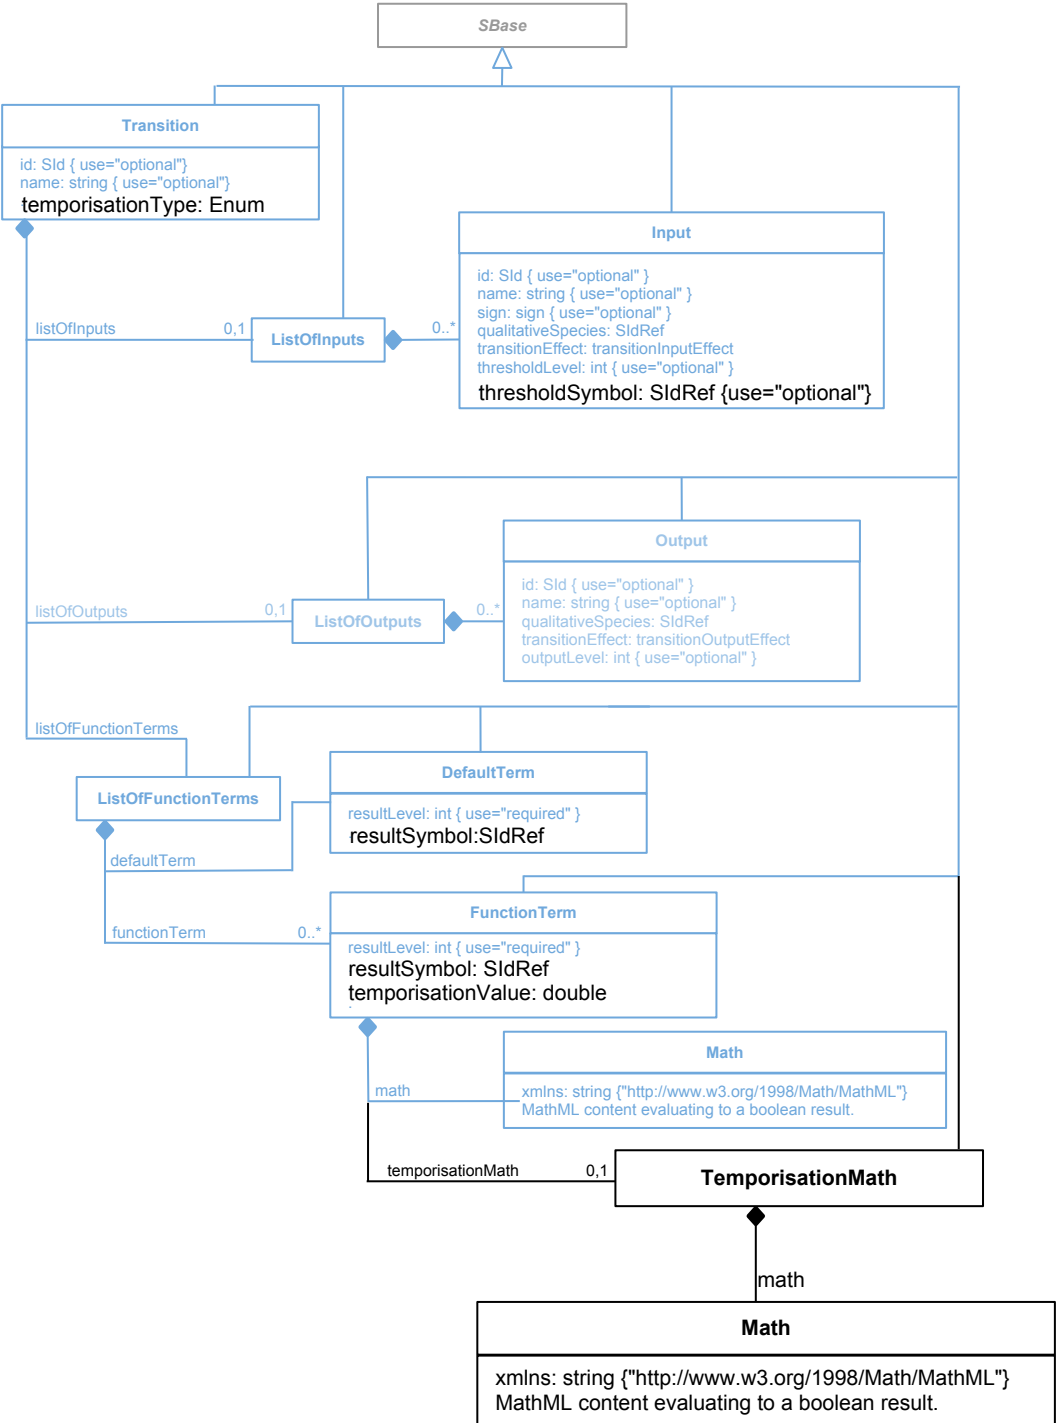 SBase
Transition
id: SId { use="optional"}
name: string { use="optional"}
temporisationType: Enum
Input
id: SId { use="optional" }
name: string { use="optional" }
sign: sign { use="optional" }
qualitativeSpecies: SIdRef
transitionEffect: transitionInputEffect
thresholdLevel: int { use="optional" }
thresholdSymbol: SIdRef {use="optional"}
listOfInputs
0,1
ListOfInputs
0..*
Output
id: SId { use="optional" }
name: string { use="optional" }
qualitativeSpecies: SIdRef
transitionEffect: transitionOutputEffect
outputLevel: int { use="optional" }
listOfOutputs
0,1
ListOfOutputs
0..*
listOfFunctionTerms
ListOfFunctionTerms
DefaultTerm
resultLevel: int { use="required" }
resultSymbol:SIdRef
defaultTerm
FunctionTerm
resultLevel: int { use="required" }
resultSymbol: SIdRef
temporisationValue: double
functionTerm
0..*
Math
xmlns: string {"http://www.w3.org/1998/Math/MathML"}
MathML content evaluating to a boolean result.
math
temporisationMath
0,1
TemporisationMath
math
Math
xmlns: string {"http://www.w3.org/1998/Math/MathML"}
MathML content evaluating to a boolean result.